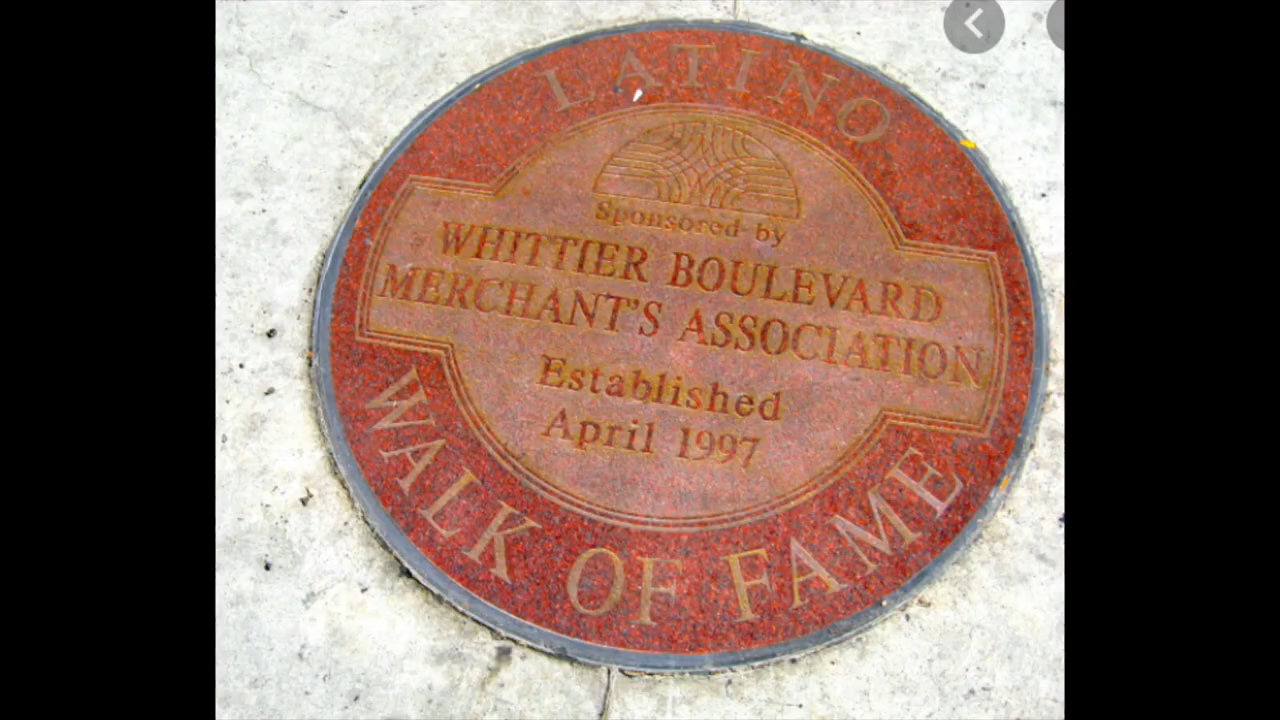 LATINO
Sponsored by
WHITTIER BOULEVARD
MERCHANT'S ASSOCIATION
Established
April 1997
WALK OF FAME